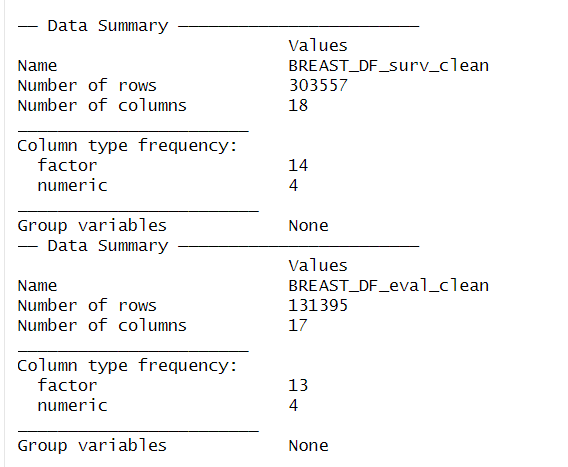 ── Data Summary ────────────────────────
                           Values
Name                       BREAST_DF_surv_clean
Number of rows             303557
Number of columns          18
_______________________
Column type frequency:
  factor                   14
  numeric                  4
________________________
Group variables            None
── Data Summary ────────────────────────
                           Values
Name                       BREAST_DF_eval_clean
Number of rows             131395
Number of columns          17
_______________________
Column type frequency:
  factor                   13
  numeric                  4
________________________
Group variables            None